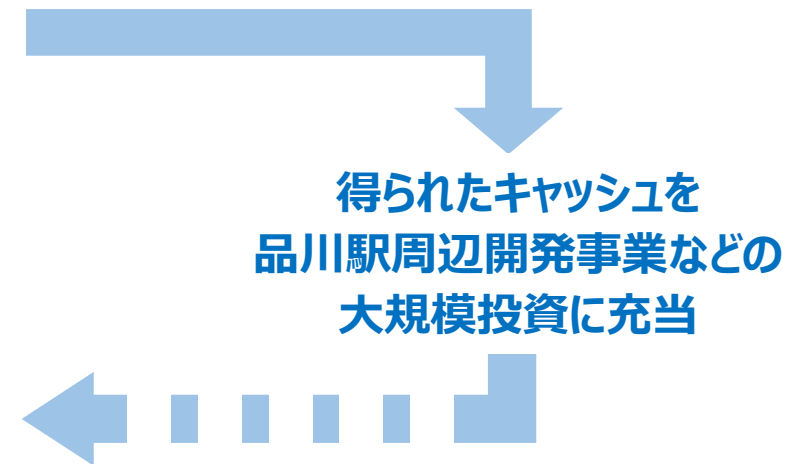 得られたキャッシュを
品川駅周辺開発事業などの
大規模投資に充当